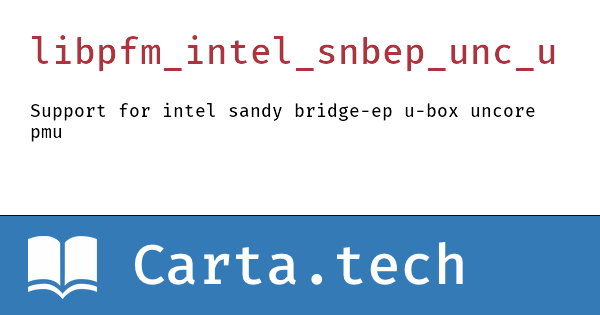 libpfm_intel_snbep_unc_u
Support for intel sandy bridge-ep u-box uncore
pmu
Carta.tech